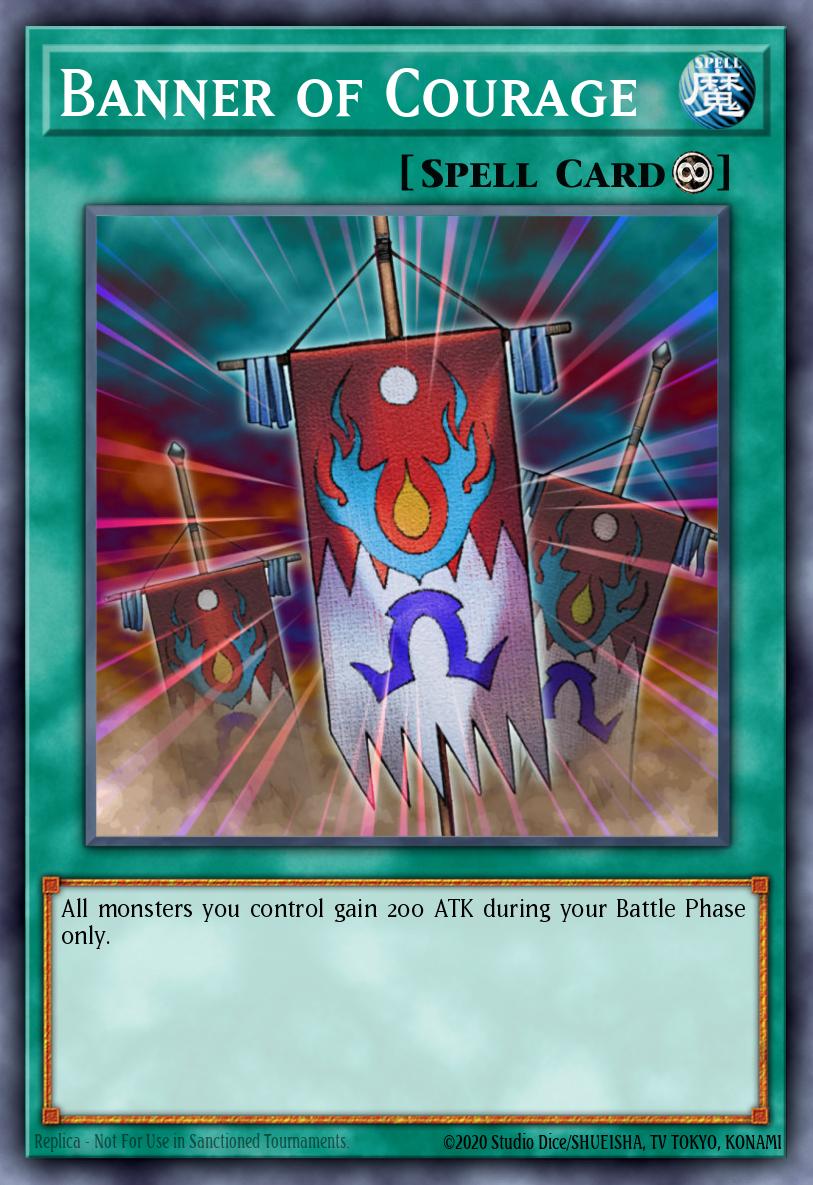 Banner of Courage
SPELL
魔
[Spell Card]
All monsters you control gain 200 ATK during your Battle Phase
only.
Replica - Not For Use in Sanctioned Tournaments.
©2020 Studio Dice/SHUEISHA, TV TOKYO, KONAMI